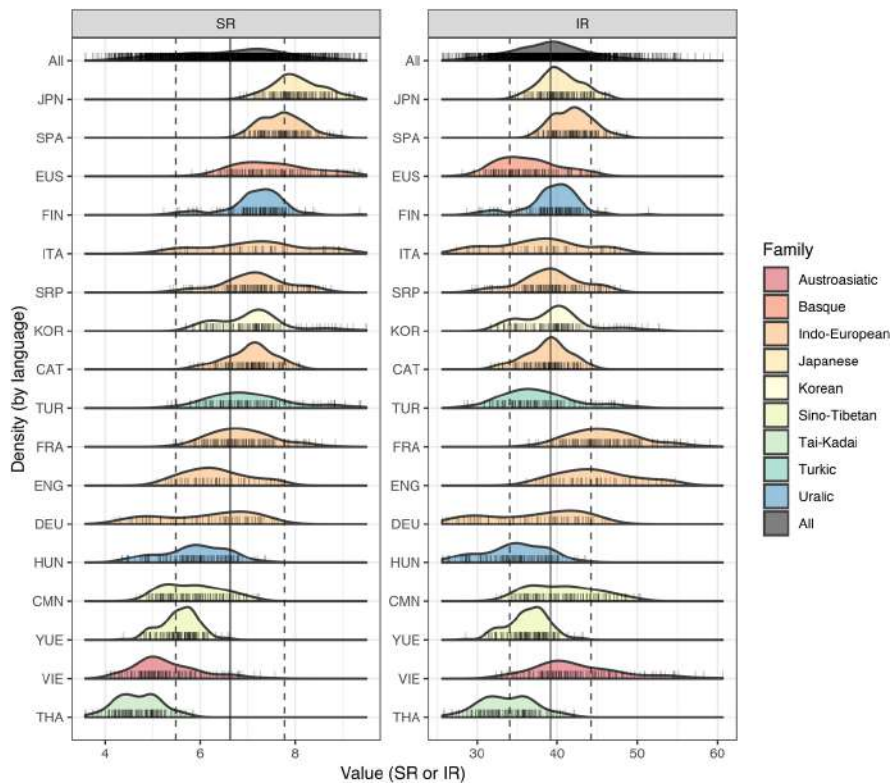 SR
IR
All
JPN
SPA
EUS
FIN
ITA
SRP
KOR
CAT
TUR
FRA
ENG
DEU
HUN
CMN
YUE
VIE
THA
All
JPN
SPA
EUS
FIN
ITA
SRP
KOR
CAT
TUR
FRA
ENG
DEU
HUN
CMN
YUE
VIE
THA
Density (by language)
4 6 8
30 40 50 60
Value (SR or IR)
Family
Austroasiatic
Basque
Indo-European
Japanese
Korean
Sino-Tibetan
Tai-Kadai
Turkic
Uralic
All